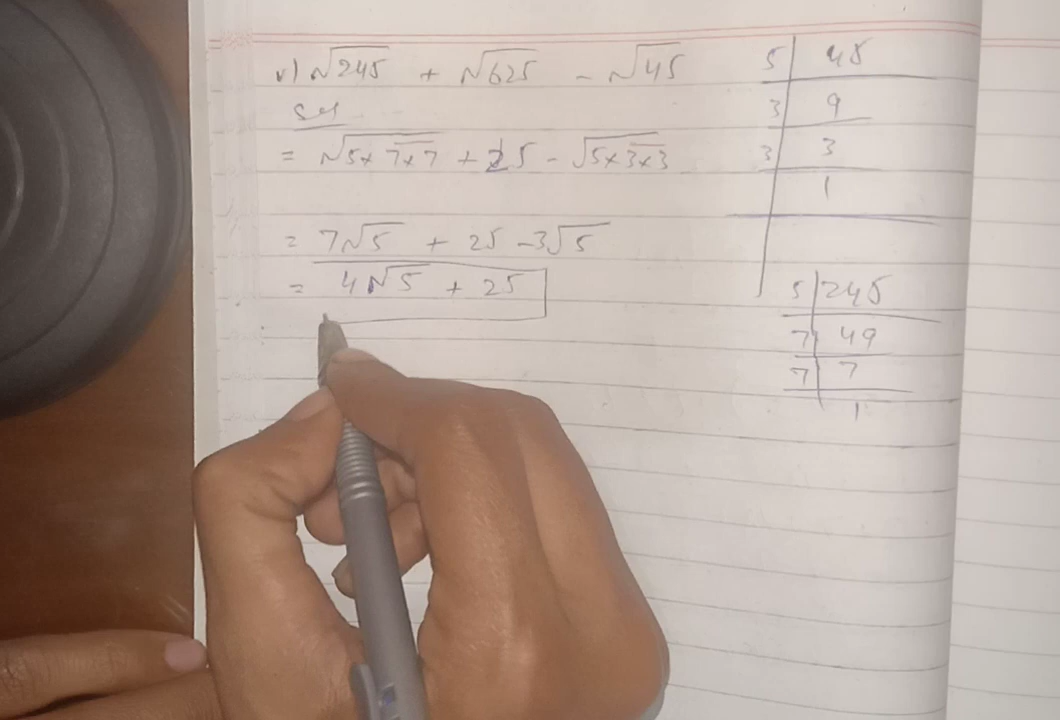 v) √245 + √625 - √45
Sol
= √5×7×7 + 25 - √5×3×3
= 7√5 + 25 - 3√5
= 4√5 + 25
5 | 45
3 | 9
3 | 3
1
5 | 245
7 | 49
7 | 7
1